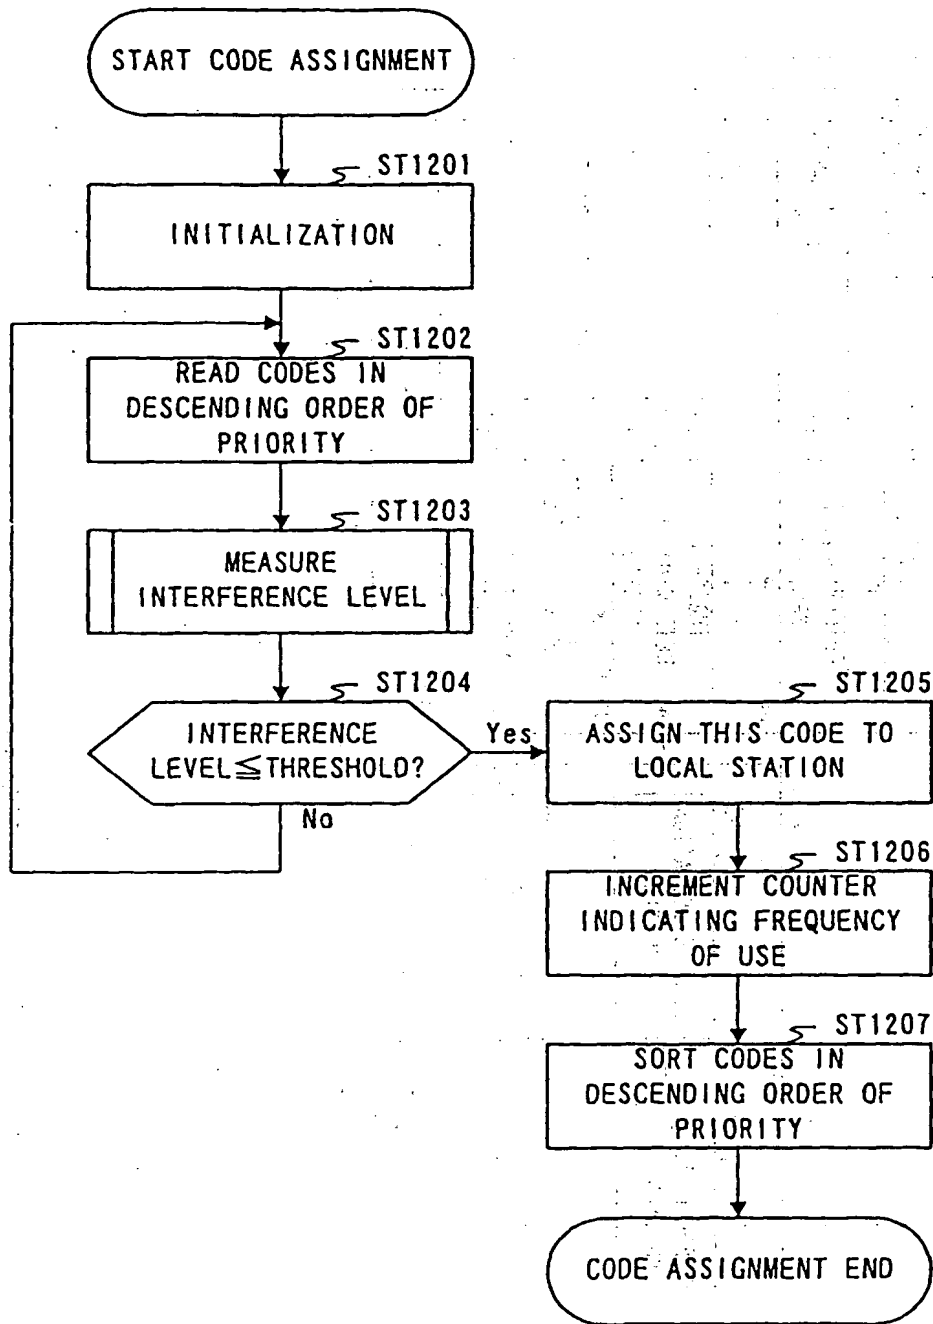 START CODE ASSIGNMENT
ST1201
INITIALIZATION
ST1202
READ CODES IN
DESCENDING ORDER OF
PRIORITY
ST1203
MEASURE
INTERFERENCE LEVEL
ST1204
INTERFERENCE
LEVEL≦THRESHOLD?
Yes
No
ST1205
ASSIGN THIS CODE TO
LOCAL STATION
ST1206
INCREMENT COUNTER
INDICATING FREQUENCY
OF USE
ST1207
SORT CODES IN
DESCENDING ORDER OF
PRIORITY
CODE ASSIGNMENT END